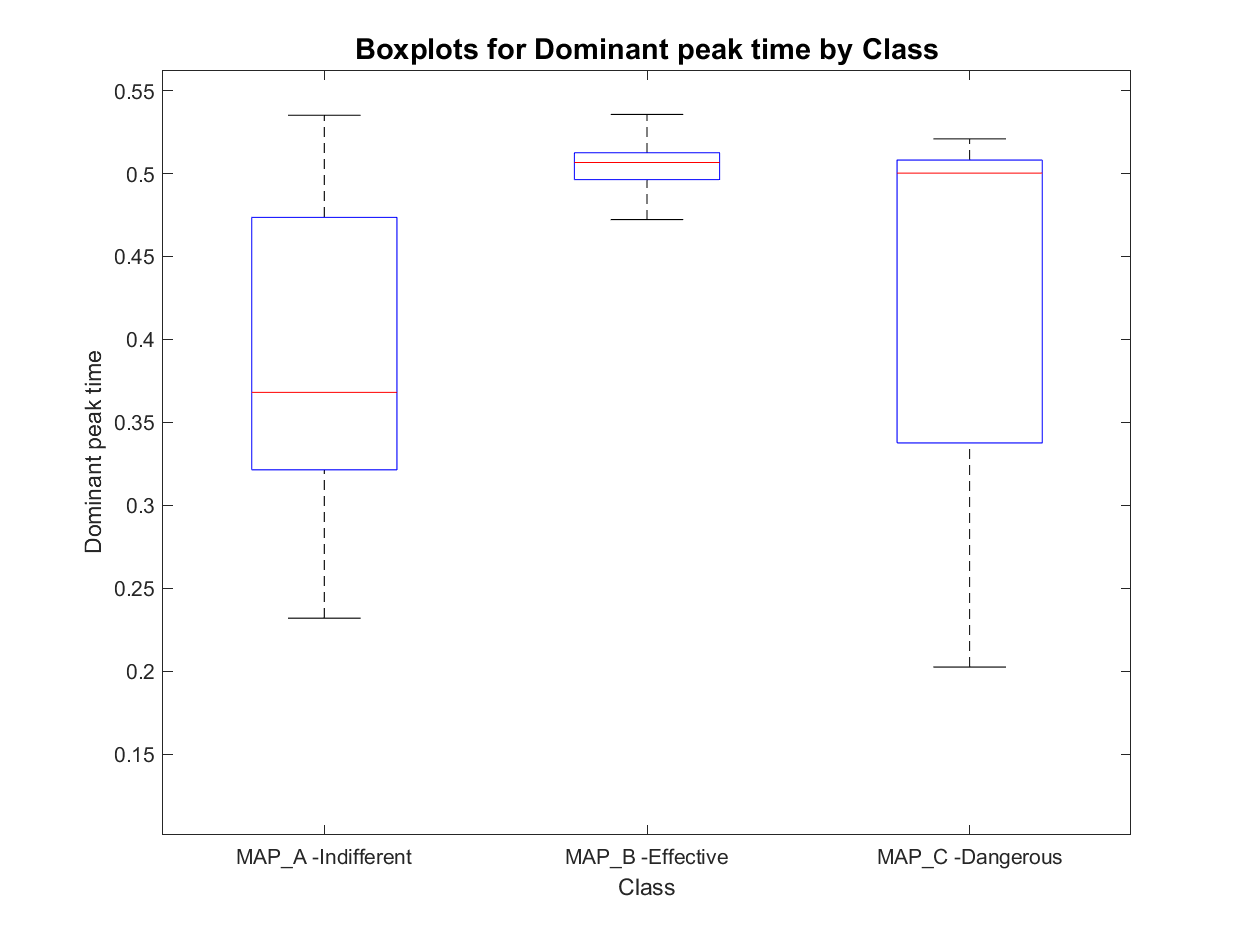 Boxplots for Dominant peak time by Class
0.55
0.5
0.45
0.4
0.35
0.3
0.25
0.2
0.15
Dominant peak time
MAP_A -Indifferent
MAP_B -Effective
MAP_C -Dangerous
Class